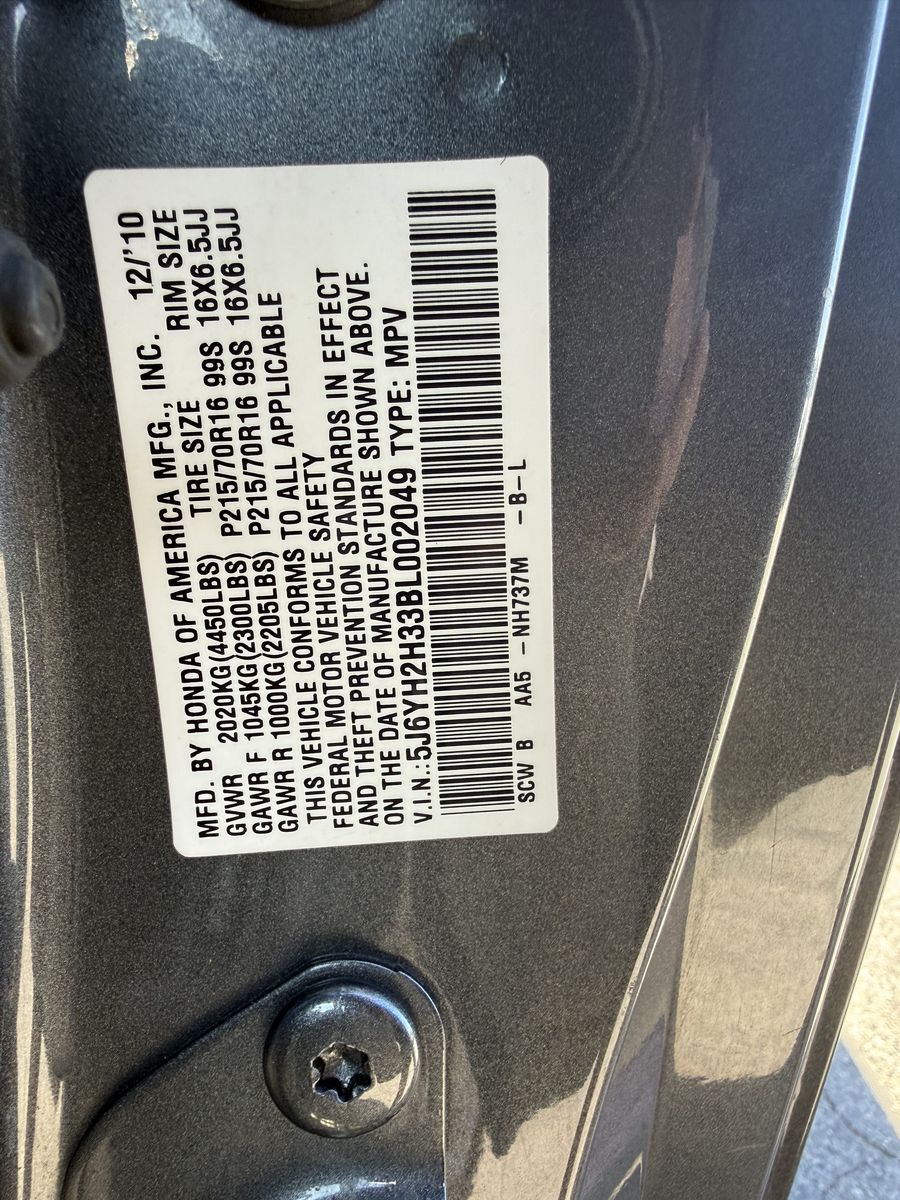 MFD. BY HONDA OF AMERICA MFG., INC. 12/'10
GVWR 2020KG(4450LBS) TIRE SIZE RIM SIZE
GAWR F 1045KG(2300LBS) P215/70R16 99S 16X6.5JJ
GAWR R 1000KG(2205LBS) P215/70R16 99S 16X6.5JJ
THIS VEHICLE CONFORMS TO ALL APPLICABLE
FEDERAL MOTOR VEHICLE SAFETY
AND THEFT PREVENTION STANDARDS IN EFFECT
ON THE DATE OF MANUFACTURE SHOWN ABOVE.
V.I.N.:5J6YH2H33BL002049 TYPE: MPV
SCW B AA5 -NH737M -B-L